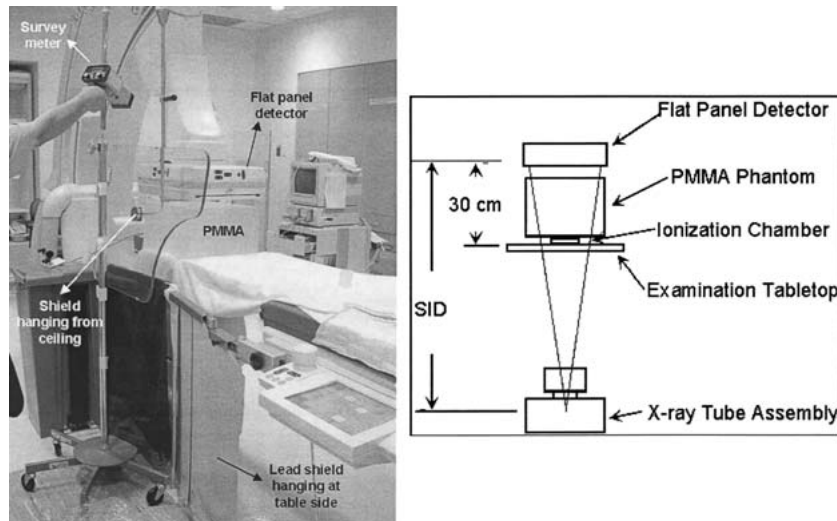 Survey
meter
Flat panel
detector
PMMA
Shield
hanging from
ceiling
Lead shield
hanging at
table side
Flat Panel Detector
PMMA Phantom
30 cm
Ionization Chamber
Examination Tabletop
SID
X-ray Tube Assembly